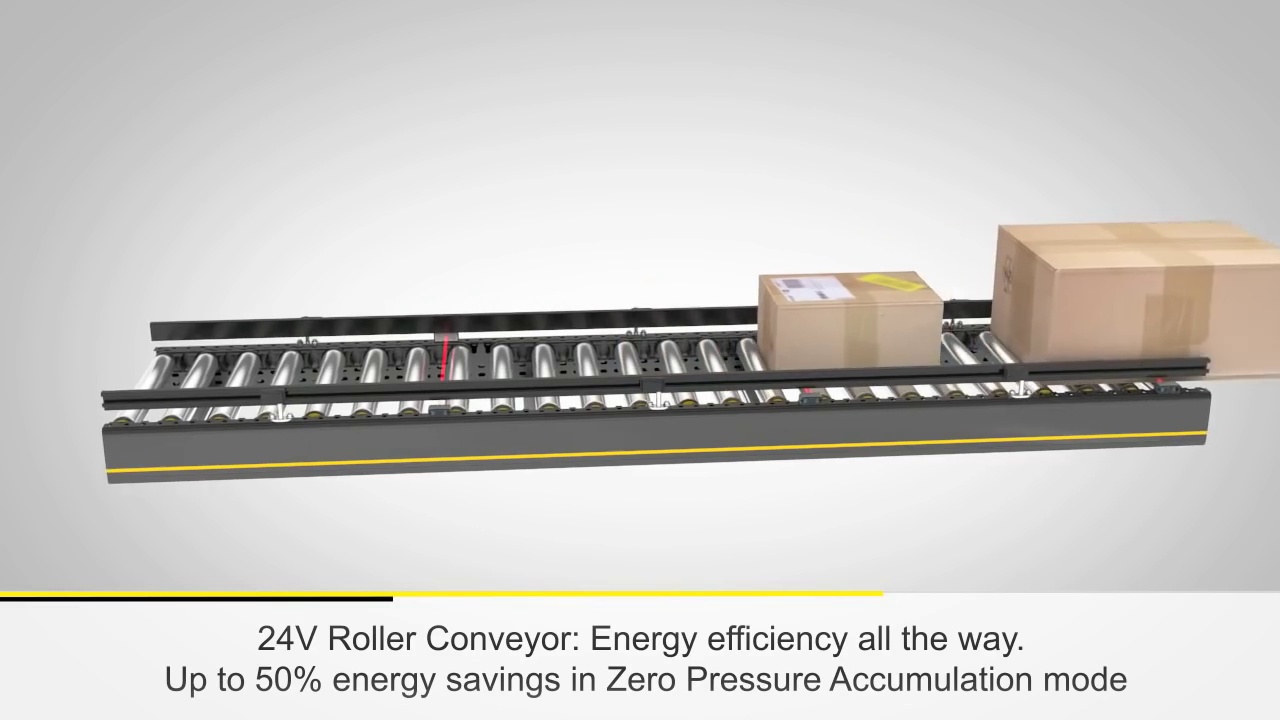 24V Roller Conveyor: Energy efficiency all the way.
Up to 50% energy savings in Zero Pressure Accumulation mode